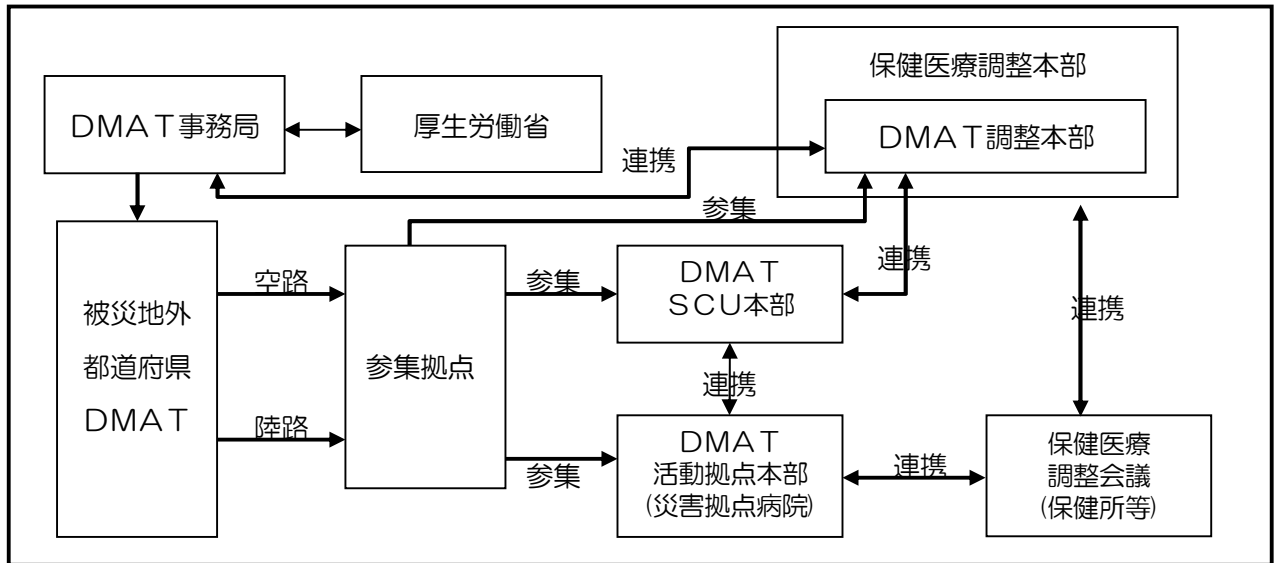 保健医療調整本部
ＤＭＡＴ事務局
厚生労働省
ＤＭＡＴ調整本部
連携
参集
空路
参集
ＤＭＡＴ
ＳＣＵ本部
連携
連携
被災地外
都道府県
ＤＭＡＴ
参集拠点
連携
陸路
参集
ＤＭＡＴ
活動拠点本部
(災害拠点病院)
連携
保健医療
調整会議
(保健所等)